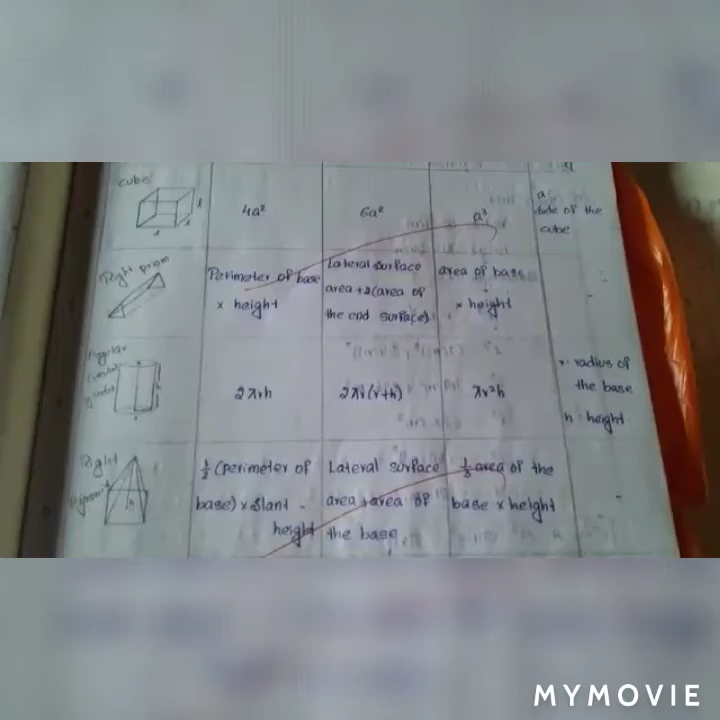 cube
4a²
6a²
a³
a: side of the
cube
Right prism
Perimeter of base
x height
Lateral surface
area +2(area of
the end surface).
area of base
x height
Regular
2πrh
2πr(r+h)
πr²h
r: radius of
the base
h: height
Right
Pyramid
h
½ (perimeter of
base) x slant -
height
Lateral surface
area + area of
the base
⅓ area of the
base x height
MYMOVIE